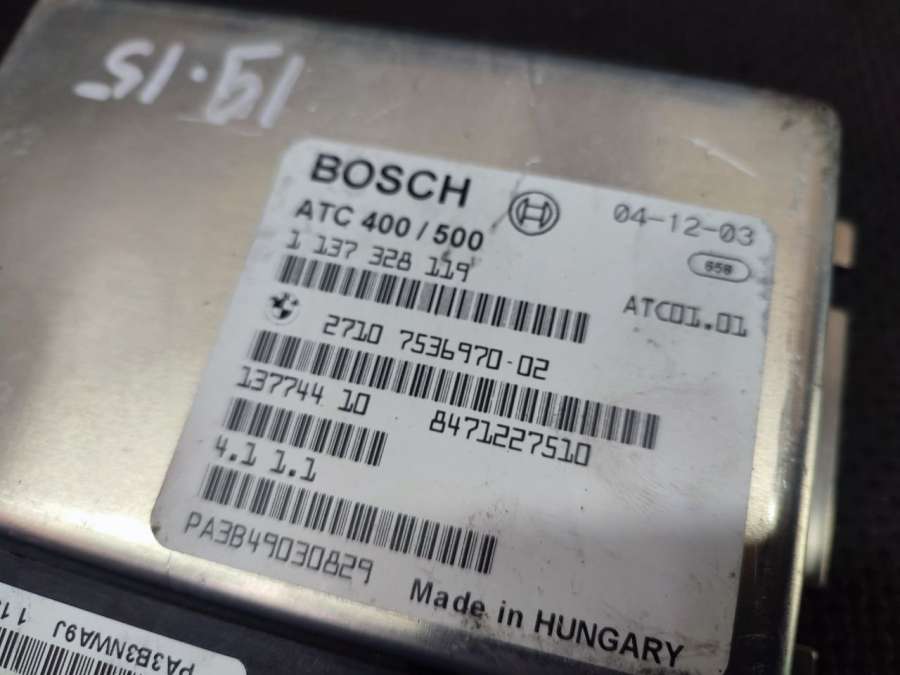 19.15
BOSCH
ATC 400/500
04-12-03
1 137 328 119
ATC01.01
2710 7536970-02
137744 10
8471227510
4.1 1.1
PA3B49030829
Made in HUNGARY
PA3B3NWA9J